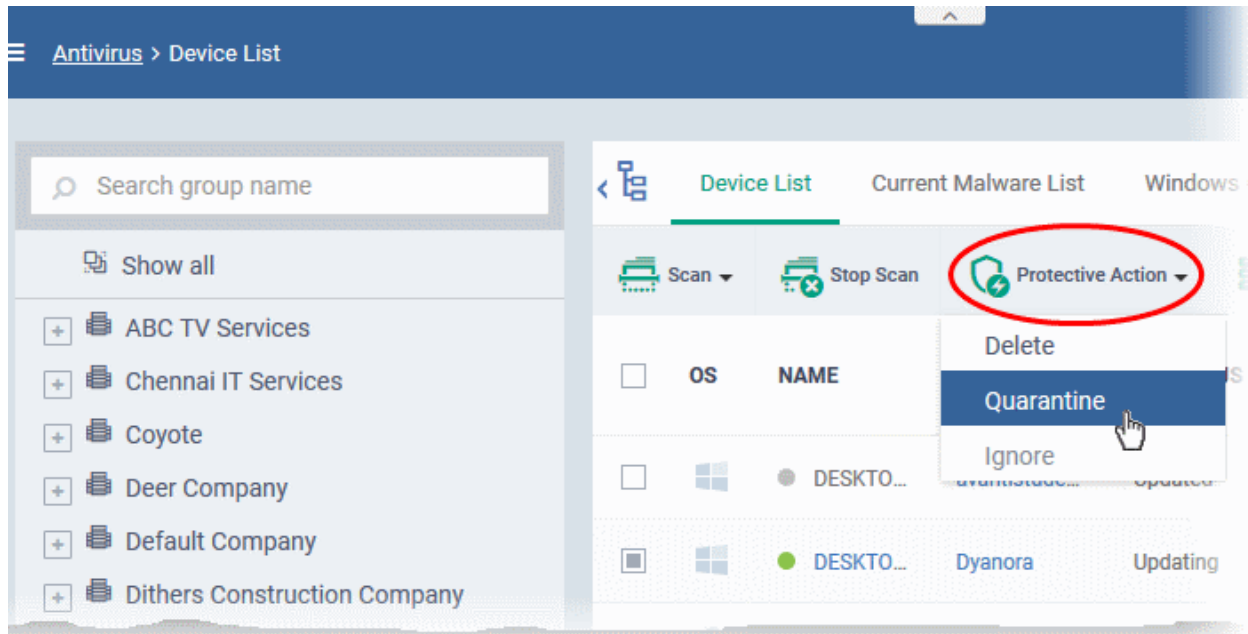 Antivirus > Device List
Search group name
Show all
ABC TV Services
Chennai IT Services
Coyote
Deer Company
Default Company
Dithers Construction Company
Device List Current Malware List Windows
Scan Stop Scan Protective Action
Delete
Quarantine
Ignore
OS NAME
DESKTO... Updated
DESKTO... Dyanora Updating